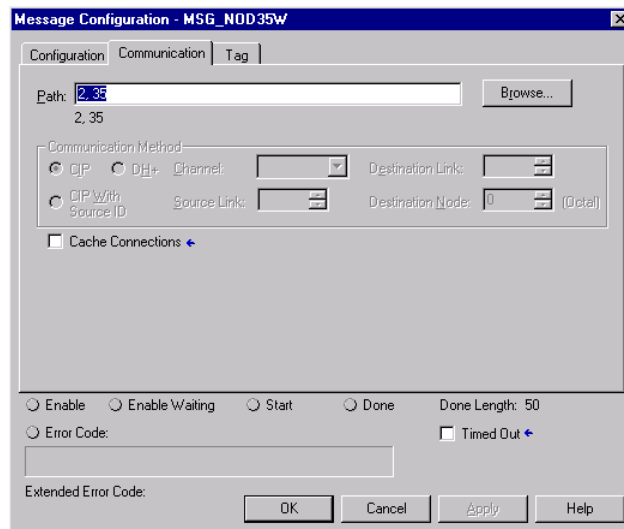 Message Configuration - MSG_NOD35W
Configuration Communication Tag
Path: 2, 35 Browse...
2, 35
Communication Method
CIP DH+ Channel: Destination Link:
CIP With
Source ID Source Link: Destination Node: 0 (Octal)
Cache Connections
Enable Enable Waiting Start Done Done Length: 50
Error Code: Timed Out
Extended Error Code:
OK Cancel Apply Help